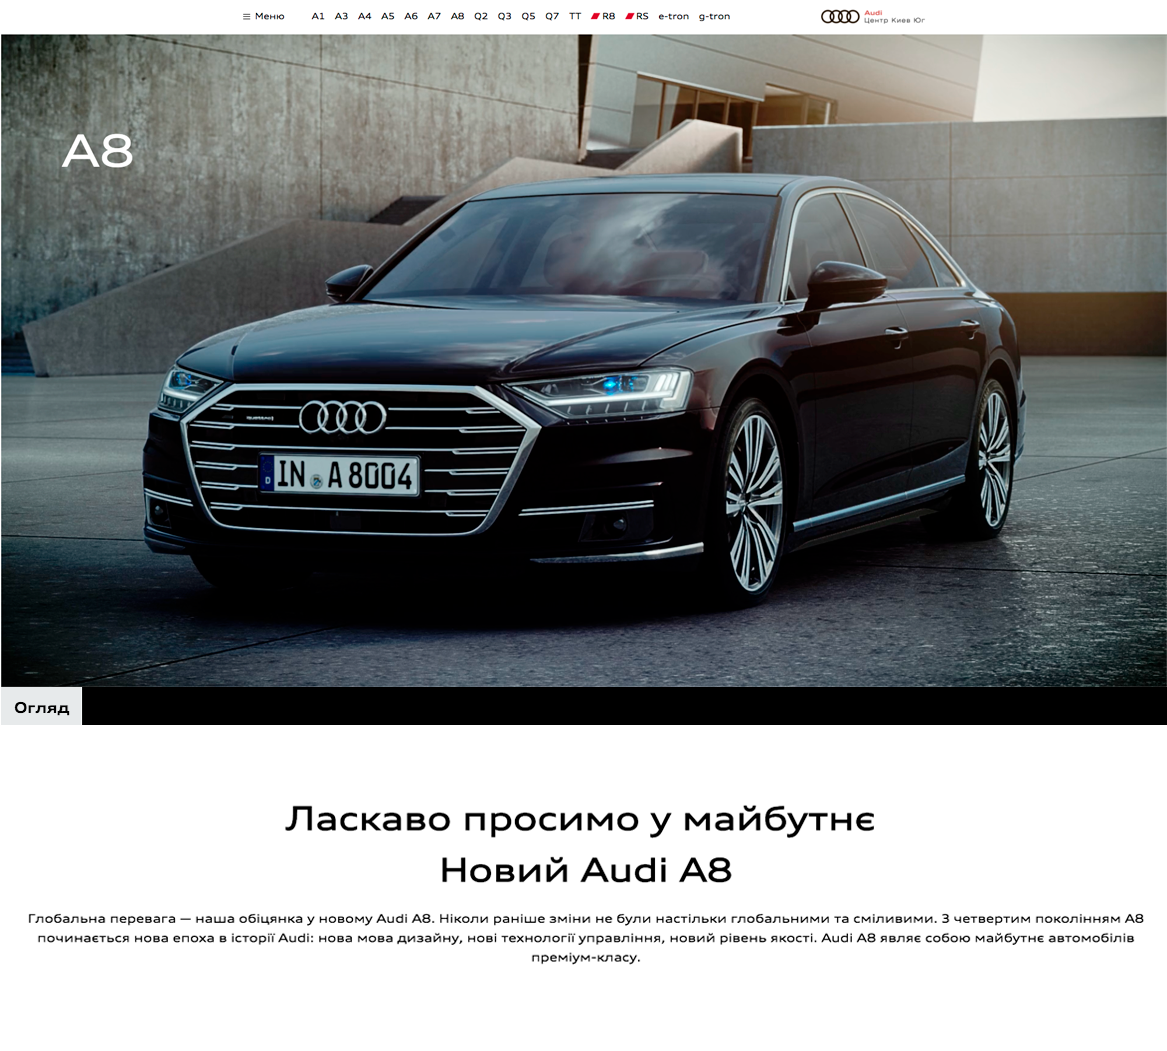 Меню A1 A3 A4 A5 A6 A7 A8 Q2 Q3 Q5 Q7 TT R8 RS e-tron g-tron
Audi
Центр Киев Юг
A8
quattro
D IN A 8004
Огляд
Ласкаво просимо у майбутнє
Новий Audi A8
Глобальна перевага — наша обіцянка у новому Audi A8. Ніколи раніше зміни не були настільки глобальними та сміливими. З четвертим поколінням A8
починається нова епоха в історії Audi: нова мова дизайну, нові технології управління, новий рівень якості. Audi A8 являє собою майбутнє автомобілів
преміум-класу.